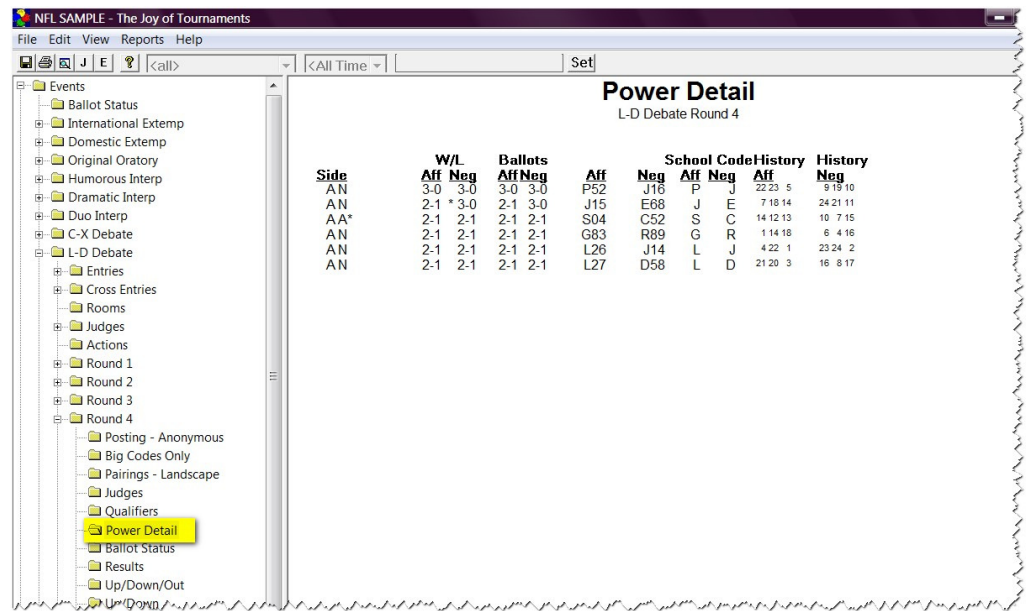 NFL SAMPLE - The Joy of Tournaments
File Edit View Reports Help
J E ? <all> <All Time Set
Events
Ballot Status
International Extemp
Domestic Extemp
Original Oratory
Humorous Interp
Dramatic Interp
Duo Interp
C-X Debate
L-D Debate
Entries
Cross Entries
Rooms
Judges
Actions
Round 1
Round 2
Round 3
Round 4
Posting - Anonymous
Big Codes Only
Pairings - Landscape
Judges
Qualifiers
Power Detail
Ballot Status
Results
Up/Down/Out
Up/Down
Power Detail
L-D Debate Round 4
W/L Ballots School Code History History
Side Aff Neg Aff Neg Aff Neg Aff Neg Aff Neg
A N 3-0 3-0 3-0 3-0 P52 J16 P J 22 23 5 9 19 10
A N 2-1 * 3-0 2-1 3-0 J15 E68 J E 7 18 14 24 21 11
A A* 2-1 2-1 2-1 2-1 S04 C52 S C 14 12 13 10 7 15
A N 2-1 2-1 2-1 2-1 G83 R89 G R 1 14 18 6 4 16
A N 2-1 2-1 2-1 2-1 L26 J14 L J 4 22 1 23 24 2
A N 2-1 2-1 2-1 2-1 L27 D58 L D 21 20 3 16 8 17